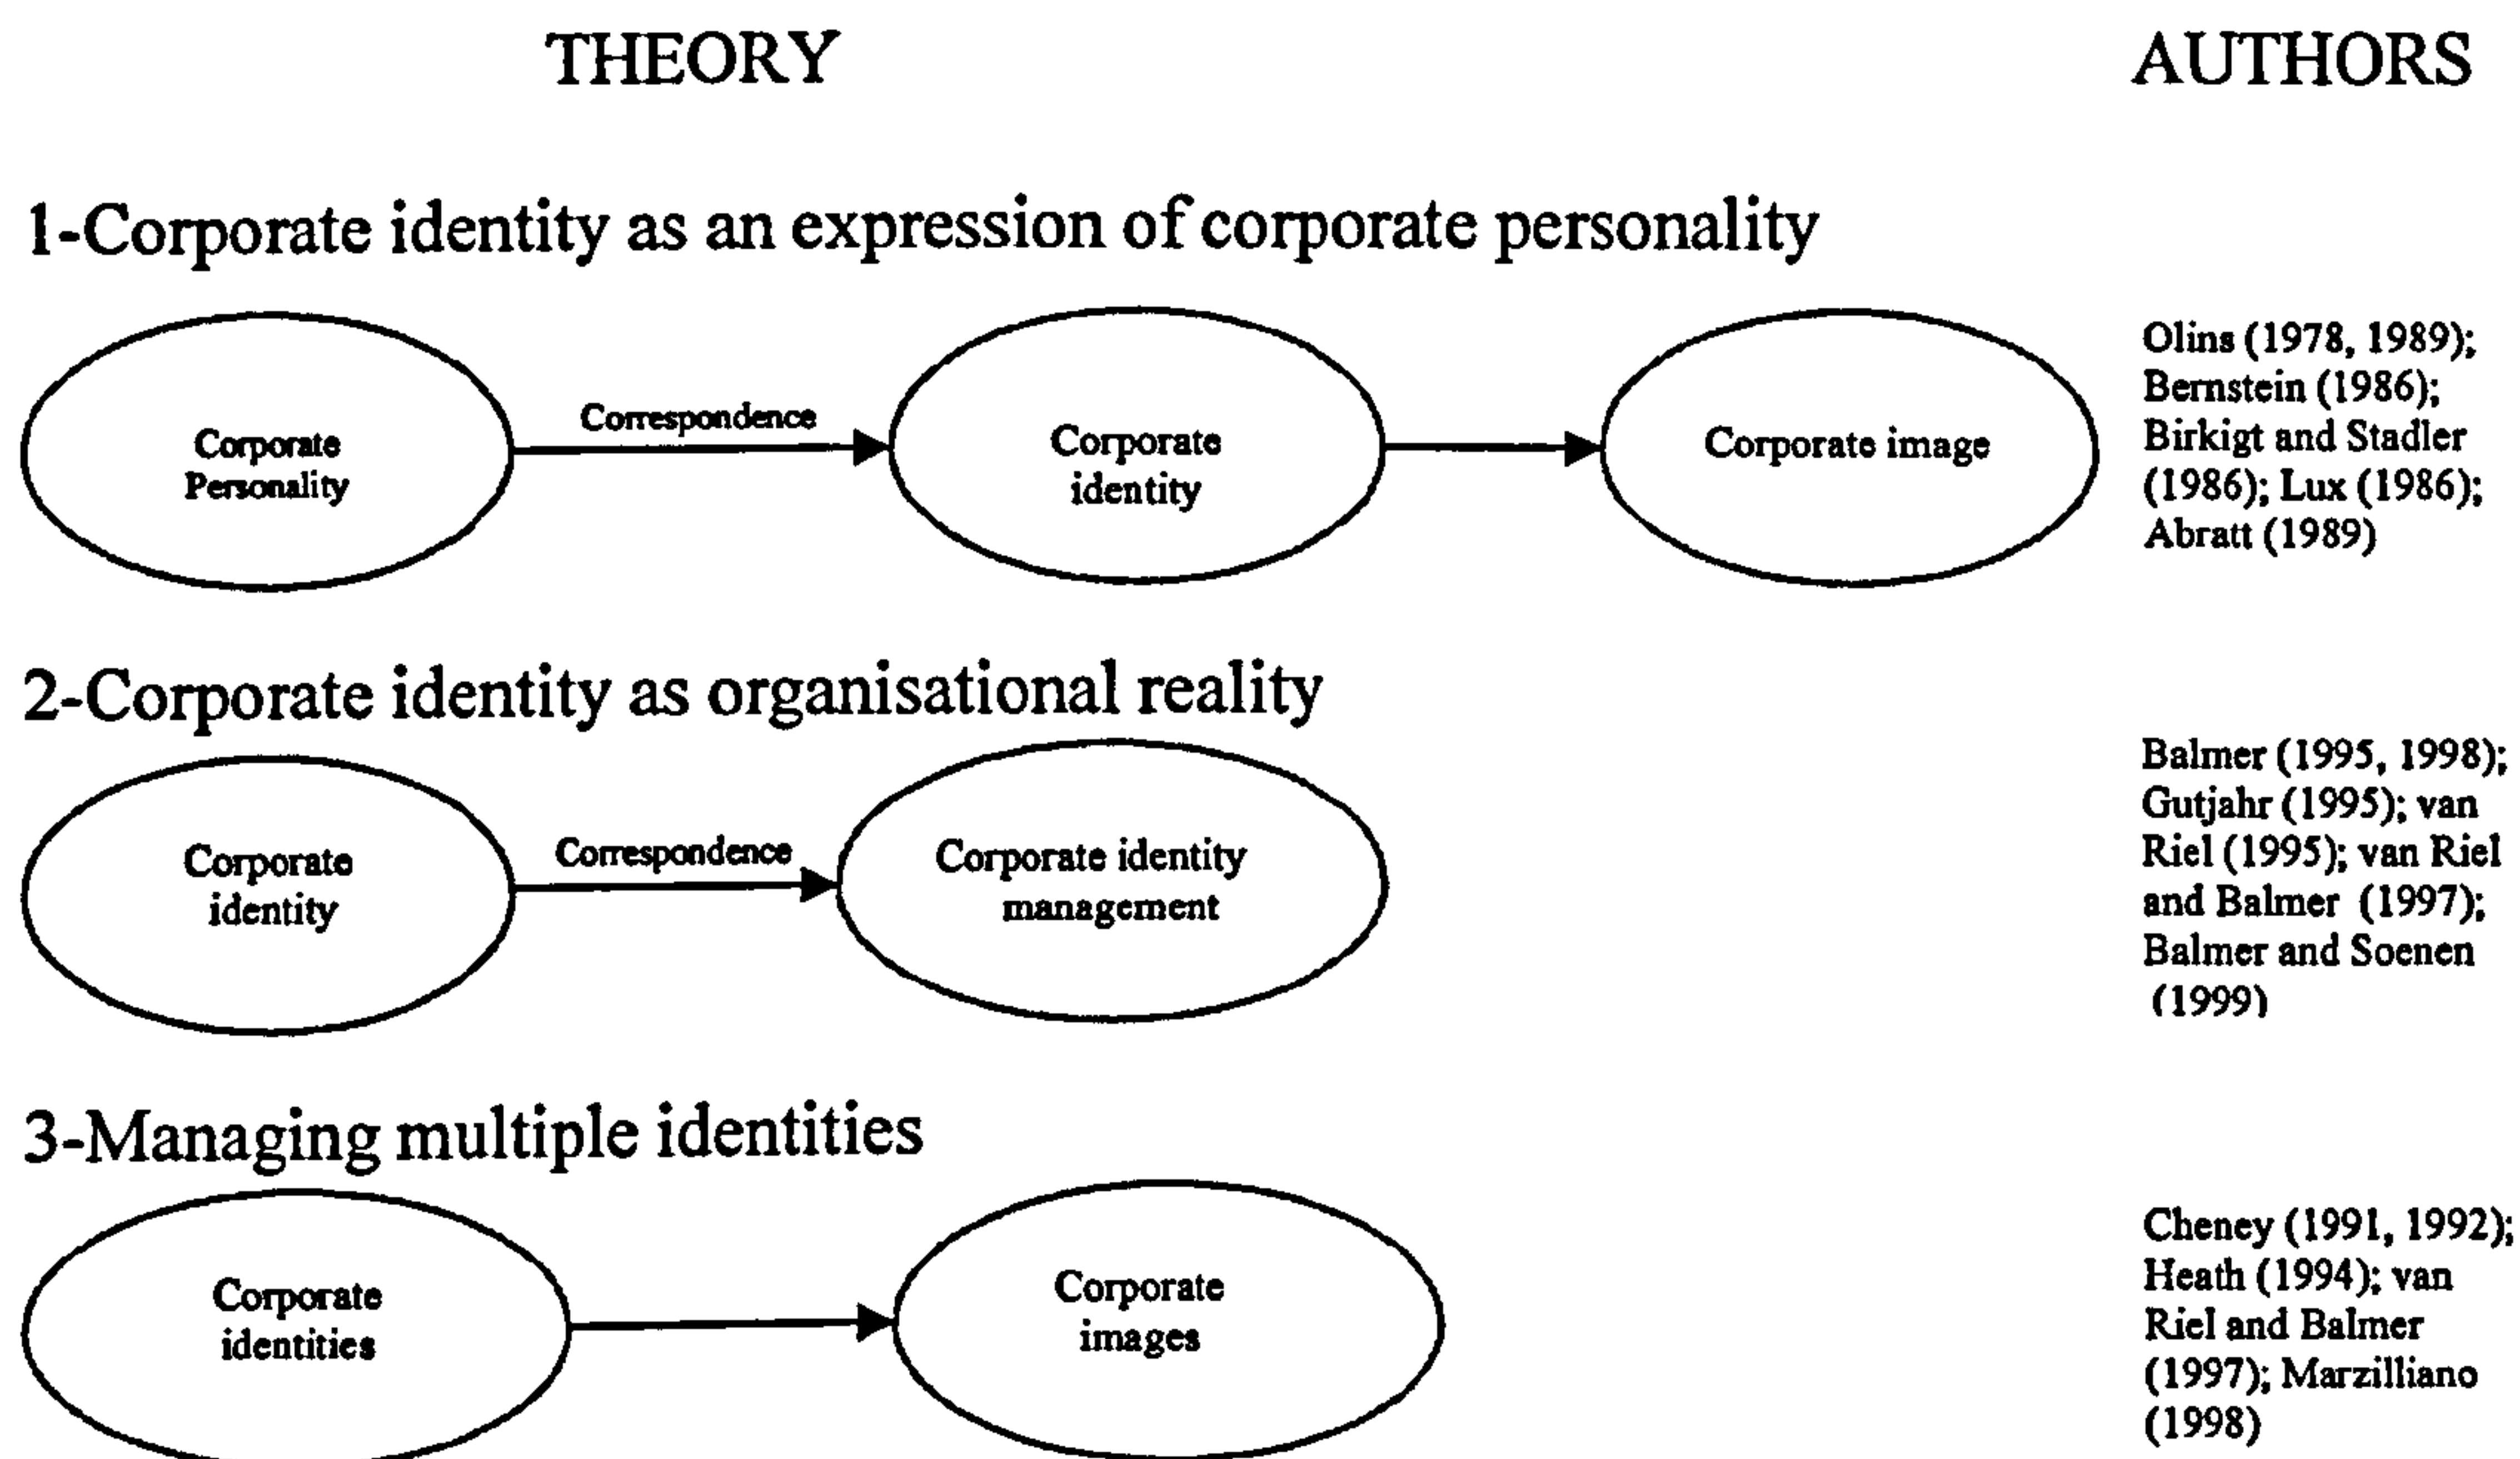 THEORY
AUTHORS
1-Corporate identity as an expression of corporate personality
Corporate
Personality
Correspondence
Corporate
identity
Corporate image
Olins (1978, 1989);
Bernstein (1986);
Birkigt and Stadler
(1986); Lux (1986);
Abratt (1989)
2-Corporate identity as organisational reality
Corporate
identity
Correspondence
Corporate identity
management
Balmer (1995, 1998);
Gutjahr (1995); van
Riel (1995); van Riel
and Balmer (1997);
Balmer and Soenen
(1999)
3-Managing multiple identities
Corporate
identities
Corporate
images
Cheney (1991, 1992);
Heath (1994); van
Riel and Balmer
(1997); Marzilliano
(1998)